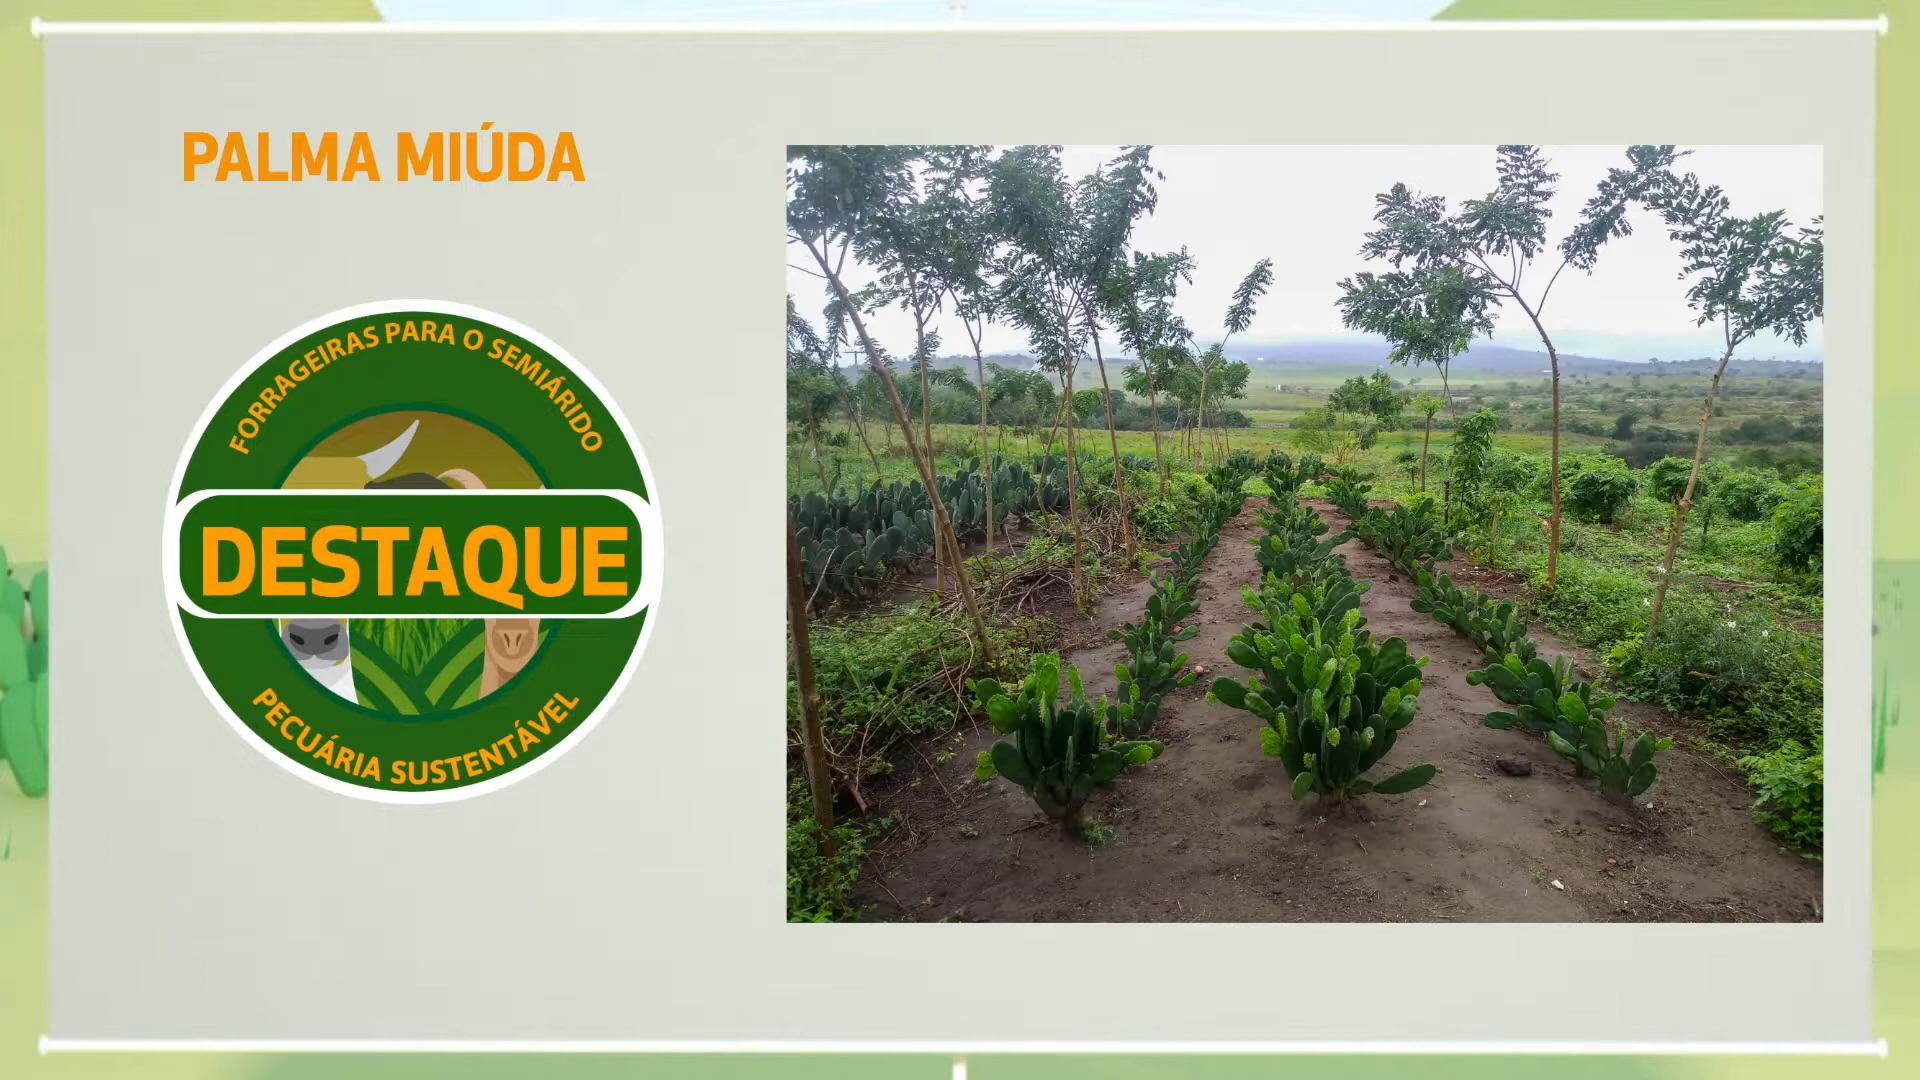 PALMA MIÚDA
FORRAGEIRAS PARA O SEMIÁRIDO
DESTAQUE
PECUÁRIA SUSTENTÁVEL